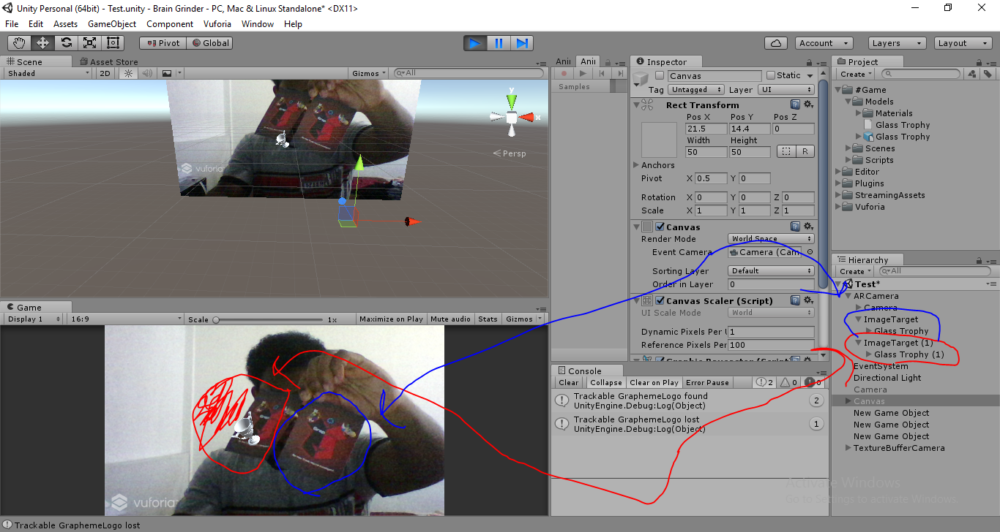 Unity Personal (64bit) - Test.unity - Brain Grinder - PC, Mac & Linux Standalone* <DX11>
File Edit Assets GameObject Component Vuforia Window Help
Pivot Global Account Layers Layout
Scene Asset Store
Shaded 2D Gizmos All
y
x
Persp
vuforia
Game
Display 1 16:9 Scale 1x Maximize on Play Mute audio Stats Gizmos
vuforia
Anii Anii
Samples
Inspector
Canvas Static
Tag Untagged Layer UI
Rect Transform
Pos X Pos Y Pos Z
21.5 14.4 0
Width Height
50 50 R
Anchors
Pivot X 0.5 Y 0
Rotation X 0 Y 0 Z 0
Scale X 1 Y 1 Z 1
Canvas
Render Mode World Space
Event Camera Camera (Cam
Sorting Layer Default
Order in Layer 0
Canvas Scaler (Script)
UI Scale Mode World
Dynamic Pixels Per U 1
Reference Pixels Per 100
Graphic Raycaster (Script)
Console
Clear Collapse Clear on Play Error Pause 2 0 0
Trackable GraphemeLogo found 2
UnityEngine.Debug:Log(Object)
Trackable GraphemeLogo lost 1
UnityEngine.Debug:Log(Object)
Project
Create
#Game
Models
Materials
Glass Trophy
Glass Trophy
Scenes
Scripts
Editor
Plugins
StreamingAssets
Vuforia
Hierarchy
Create All
Test*
ARCamera
Camera
ImageTarget
Glass Trophy
ImageTarget (1)
Glass Trophy (1)
EventSystem
Directional Light
Camera
Canvas
New Game Object
New Game Object
New Game Object
TextureBufferCamera
Activate Windows
Go to Settings to activate Windows.
Trackable GraphemeLogo lost